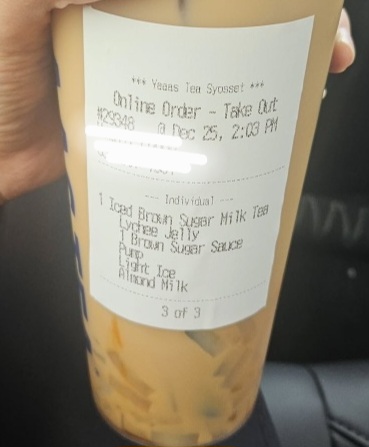 *** Yaaas Tea Syosset ***
Online Order - Take Out
#29348 @ Dec 25, 2:03 PM
--- Individual ---
1 Iced Brown Sugar Milk Tea
Lychee Jelly
1 Brown Sugar Sauce
Pump
Light Ice
Almond Milk
3 of 3